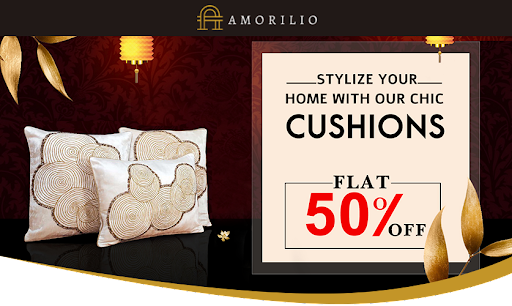 AMORILIO
STYLIZE YOUR
HOME WITH OUR CHIC
CUSHIONS
FLAT
50% OFF